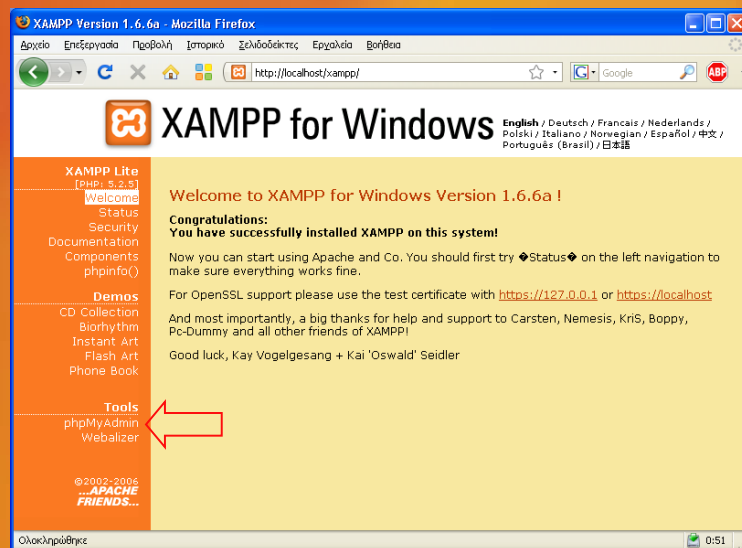 XAMPP Version 1.6.6a - Mozilla Firefox
Αρχείο Επεξεργασία Προβολή Ιστορικό Σελιδοδείκτες Εργαλεία Βοήθεια
http://localhost/xampp/ Google ABP
XAMPP for Windows
English / Deutsch / Francais / Nederlands /
Polski / Italiano / Norwegian / Español / 中文 /
Português (Brasil) / 日本語
XAMPP Lite
[PHP: 5.2.5]
Welcome
Status
Security
Documentation
Components
phpinfo()
Demos
CD Collection
Biorhythm
Instant Art
Flash Art
Phone Book
Tools
phpMyAdmin
Webalizer
©2002-2006
...APACHE
FRIENDS...
Welcome to XAMPP for Windows Version 1.6.6a !
Congratulations:
You have successfully installed XAMPP on this system!
Now you can start using Apache and Co. You should first try �Status� on the left navigation to
make sure everything works fine.
For OpenSSL support please use the test certificate with https://127.0.0.1 or https://localhost
And most importantly, a big thanks for help and support to Carsten, Nemesis, KriS, Boppy,
Pc-Dummy and all other friends of XAMPP!
Good luck, Kay Vogelgesang + Kai 'Oswald' Seidler
Ολοκληρώθηκε 0:51